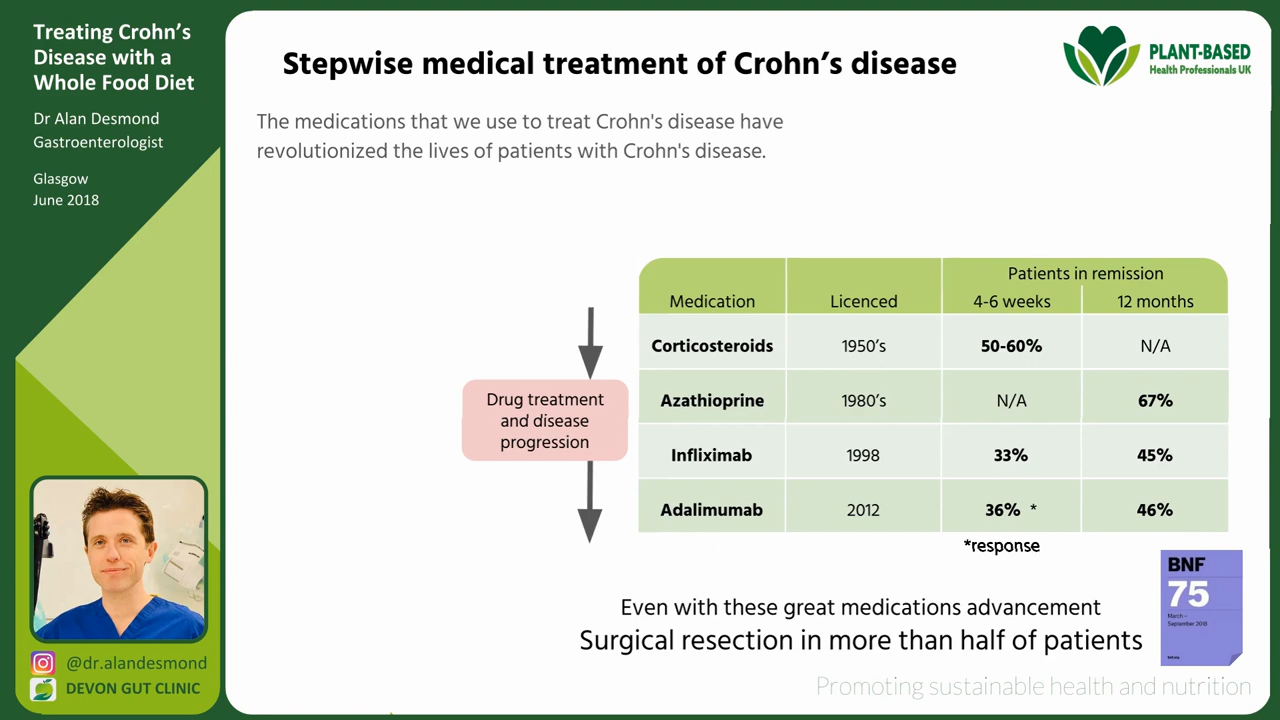 Treating Crohn's
Disease with a
Whole Food Diet
Dr Alan Desmond
Gastroenterologist
Glasgow
June 2018
@dr.alandesmond
DEVON GUT CLINIC
Stepwise medical treatment of Crohn's disease
PLANT-BASED
Health Professionals UK
The medications that we use to treat Crohn's disease have
revolutionized the lives of patients with Crohn's disease.
Patients in remission
Medication Licenced 4-6 weeks 12 months
Corticosteroids 1950's 50-60% N/A
Azathioprine 1980's N/A 67%
Infliximab 1998 33% 45%
Adalimumab 2012 36% * 46%
*response
Drug treatment
and disease
progression
Even with these great medications advancement
Surgical resection in more than half of patients
BNF
75
March –
September 2018
Promoting sustainable health and nutrition